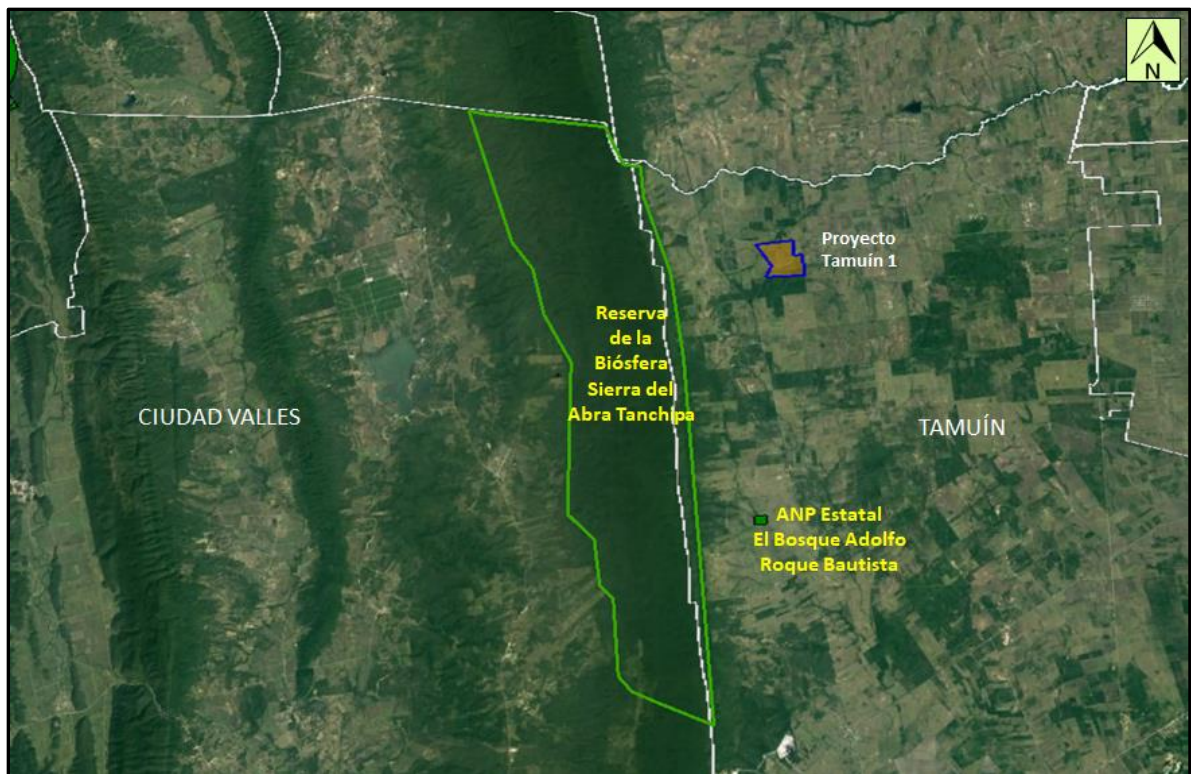 N
Proyecto
Tamuín 1
Reserva
de la
Biósfera
Sierra del
Abra Tanchipa
CIUDAD VALLES
TAMUÍN
ANP Estatal
El Bosque Adolfo
Roque Bautista